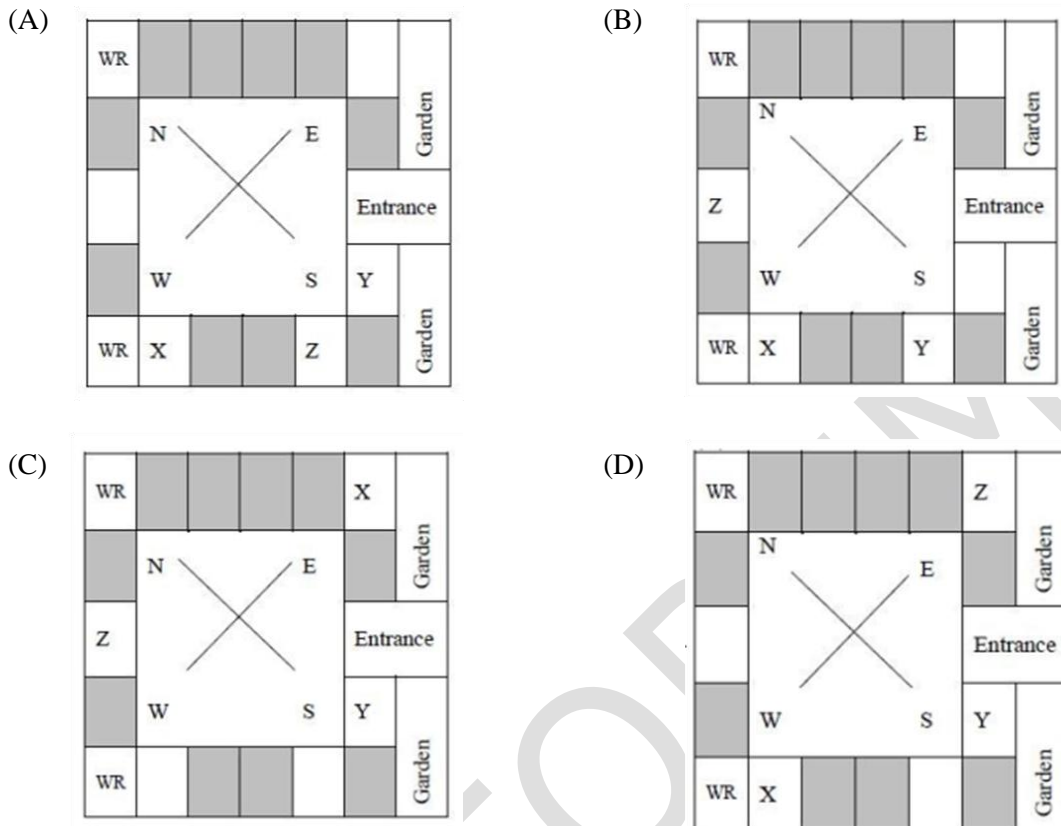 (A)
WR
Garden
N E
Entrance
W S Y
WR X Z
Garden
(B)
WR
Garden
N
E
Z
Entrance
W S
WR X Y
Garden
(C)
WR X
Garden
N E
Z
Entrance
W S Y
WR
Garden
(D)
WR Z
Garden
N
E
Entrance
W S Y
WR X
Garden